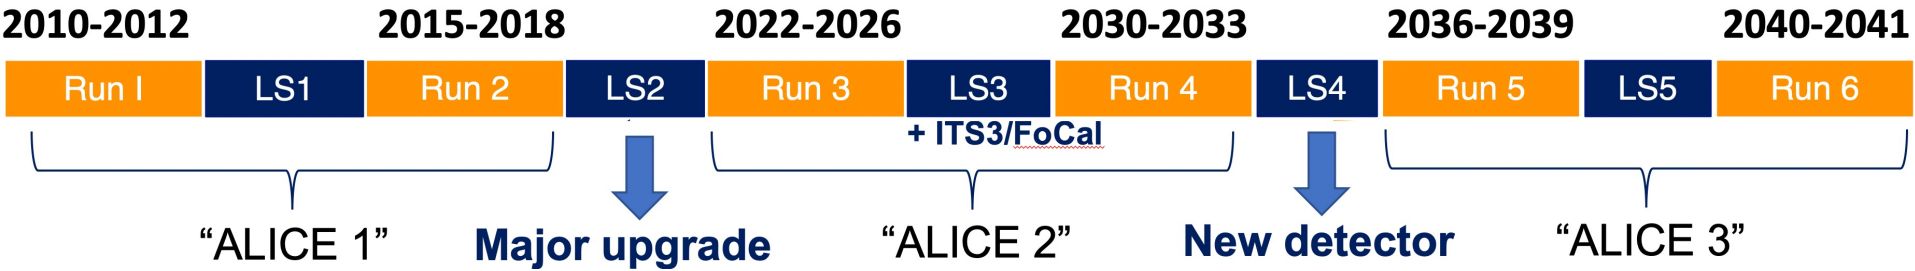 2010-2012 2015-2018 2022-2026 2030-2033 2036-2039 2040-2041
Run I LS1 Run 2 LS2 Run 3 LS3 Run 4 LS4 Run 5 LS5 Run 6
+ ITS3/FoCal
“ALICE 1” Major upgrade “ALICE 2” New detector “ALICE 3”